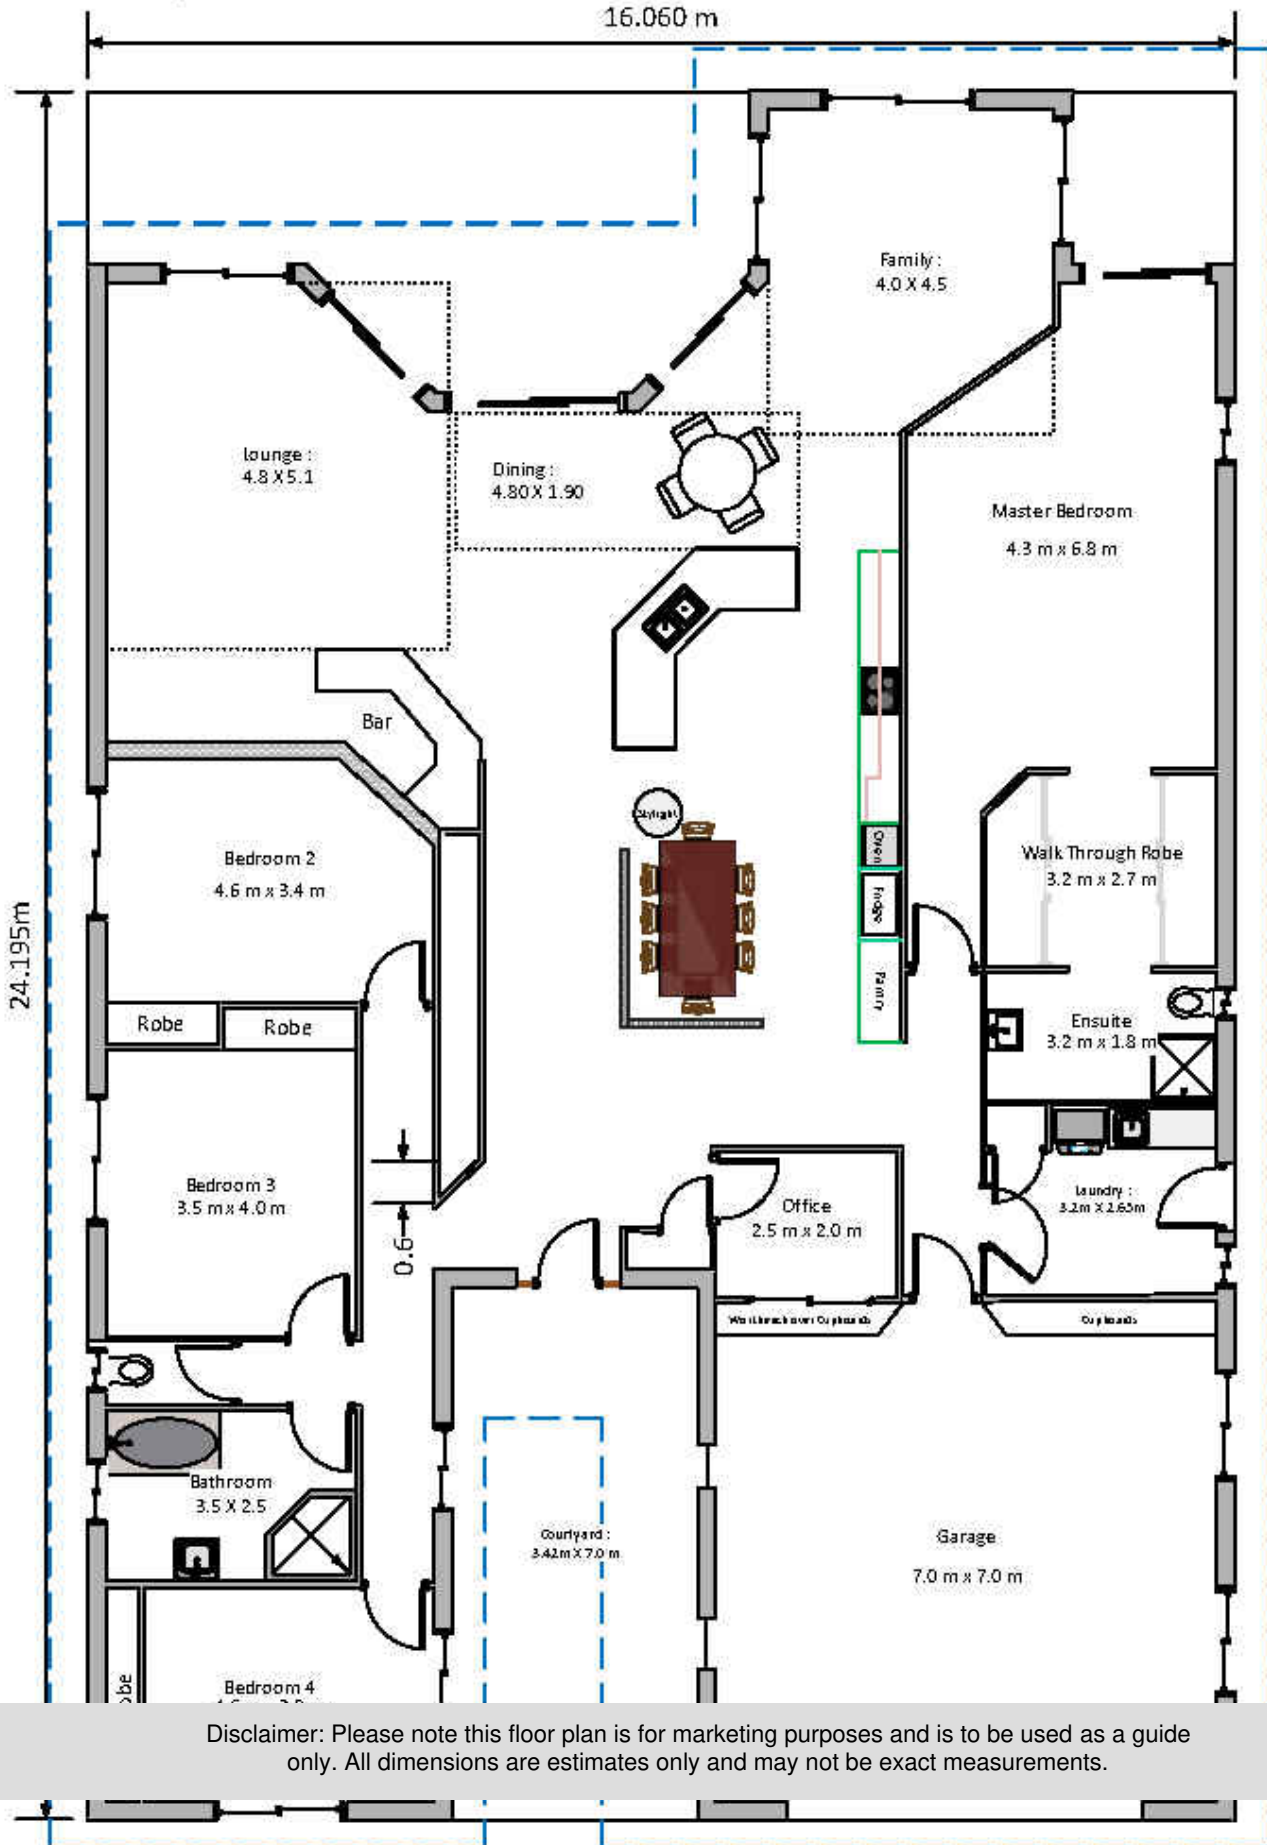 16.060 m
Family :
4.0 X 4.5
Lounge :
4.8 X 5.1
Dining :
4.80 X 1.90
Master Bedroom
4.3 m x 6.8 m
Bar
Skylight
Bedroom 2
4.6 m x 3.4 m
Oven
Walk Through Robe
3.2 m x 2.7 m
Fridge
24.195m
Pantry
Robe
Robe
Ensuite
3.2 m x 1.8 m
Bedroom 3
3.5 m x 4.0 m
Office
2.5 m x 2.0 m
Laundry :
3.2m X 2.65m
0.6
Workbench over Cupboards
Cupboards
Bathroom
3.5 X 2.5
Courtyard :
3.42m X 7.0 m
Garage
7.0 m x 7.0 m
Bedroom 4
Disclaimer: Please note this floor plan is for marketing purposes and is to be used as a guide
only. All dimensions are estimates only and may not be exact measurements.